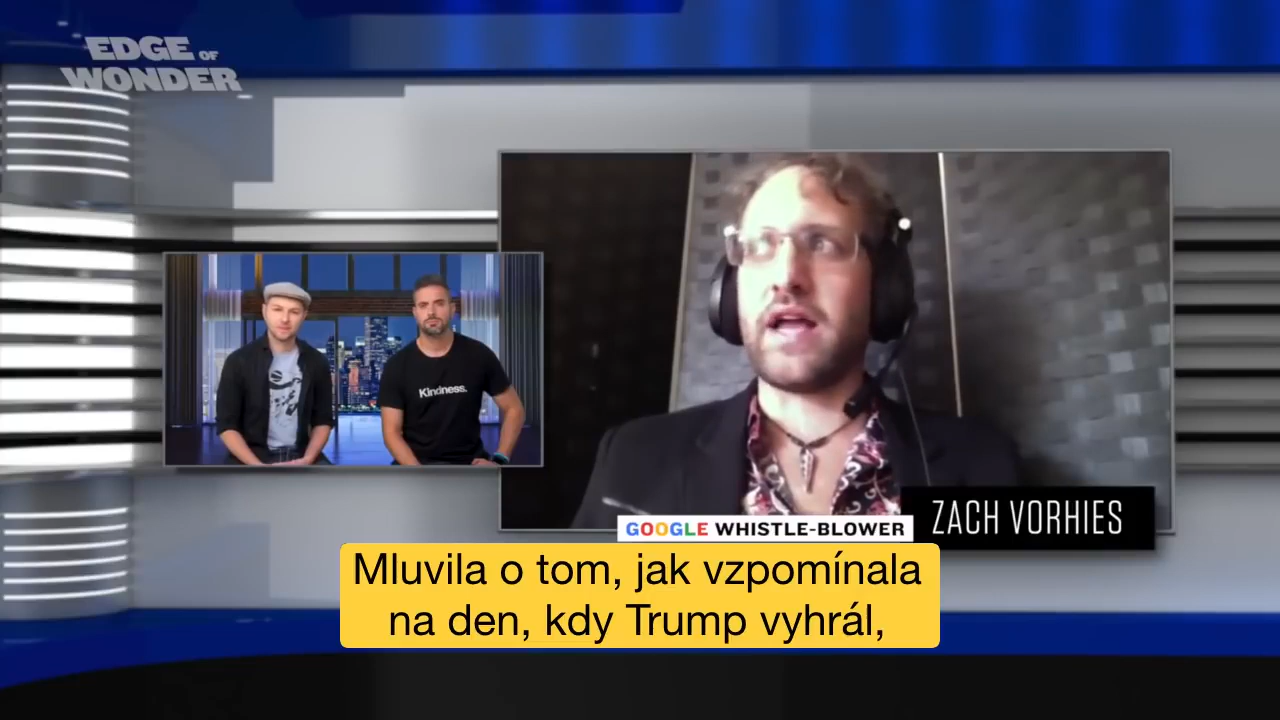 EDGE OF
WONDER
Kindness.
GOOGLE WHISTLE-BLOWER
ZACH VORHIES
Mluvila o tom, jak vzpomínala
na den, kdy Trump vyhrál,